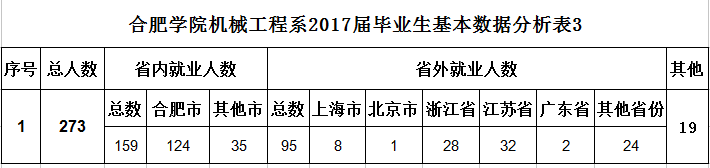 合肥学院机械工程系2017届毕业生基本数据分析表3
序号 总人数 省内就业人数 省外就业人数 其他
1 273 总数 合肥市 其他市 总数 上海市 北京市 浙江省 江苏省 广东省 其他省份 19
159 124 35 95 8 1 28 32 2 24